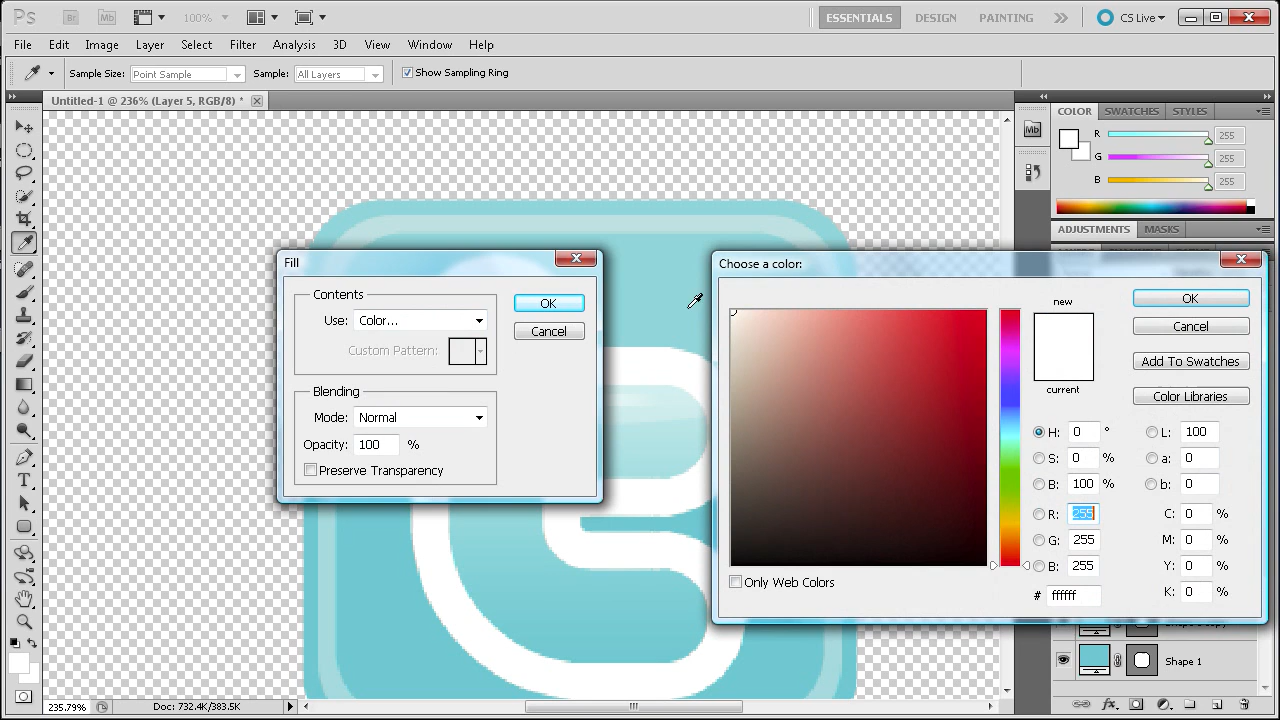 Ps Br Mb 100% ESSENTIALS DESIGN PAINTING CS Live
File Edit Image Layer Select Filter Analysis 3D View Window Help
Sample Size: Point Sample Sample: All Layers Show Sampling Ring
Untitled-1 @ 236% (Layer 5, RGB/8) *
COLOR SWATCHES STYLES
Mb
R 255
G 255
B 255
ADJUSTMENTS MASKS
Fill
Contents
Use: Color...
Custom Pattern:
OK
Cancel
Blending
Mode: Normal
Opacity: 100 %
Preserve Transparency
Choose a color:
new
current
OK
Cancel
Add To Swatches
Color Libraries
H: 0 ° L: 100
S: 0 % a: 0
B: 100 % b: 0
R: 255 C: 0 %
G: 255 M: 0 %
B: 255 Y: 0 %
# ffffff K: 0 %
Only Web Colors
Shape 1
235.79% Doc: 732.4K/383.5K